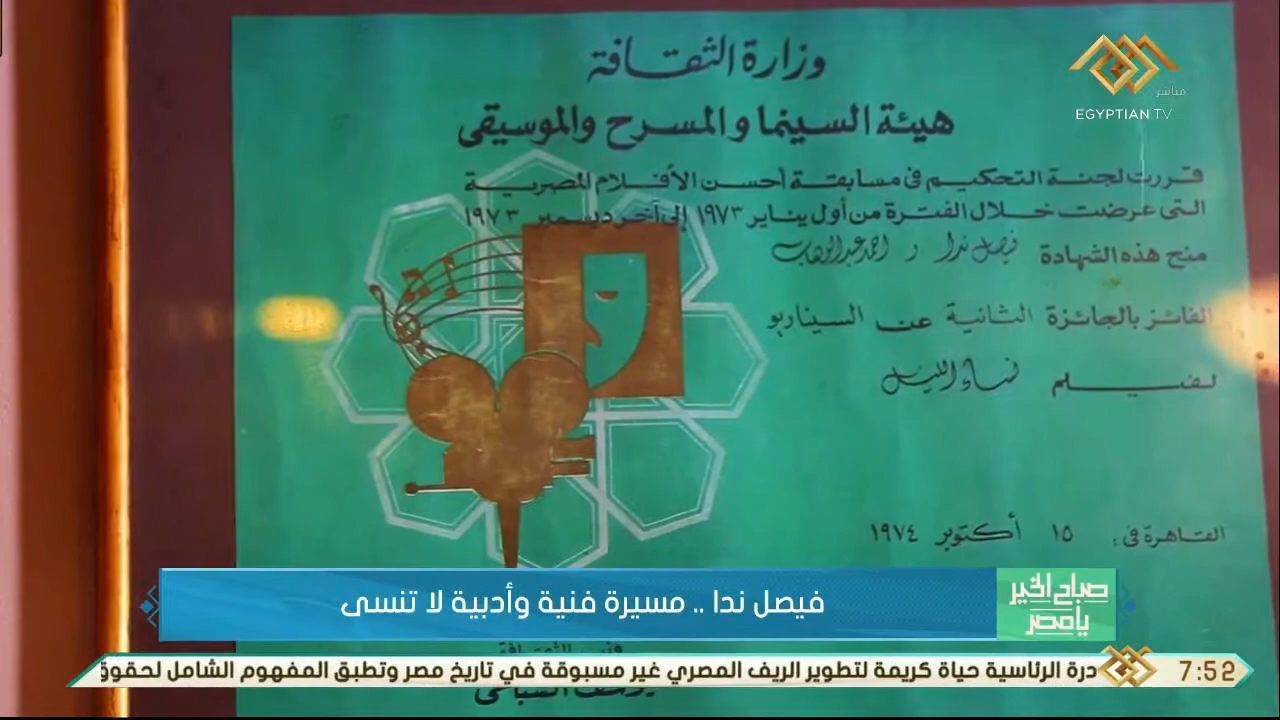 وزارة الثقافة
هيئة السينما والمسرح والموسيقى
قررت لجنة التحكيم في مسابقة أحسن الأفلام المصرية
التى عرضت خلال الفترة من أول يناير ١٩٧٣ إلى آخر ديسمبر ١٩٧٣
منح هذه الشهادة فيصل ندا و احمد عبد الوهاب
الفائز بالجائزة الثانية عن السيناريو
لفيلم نساء الليل
القاهرة فى: ١٥ أكتوبر ١٩٧٤
يوسف السباعى
مباشر
EGYPTIAN TV
صباح الخير
يا مصر
فيصل ندا .. مسيرة فنية وأدبية لا تنسى
درة الرئاسية حياة كريمة لتطوير الريف المصري غير مسبوقة في تاريخ مصر وتطبق المفهوم الشامل لحقوق
7:52